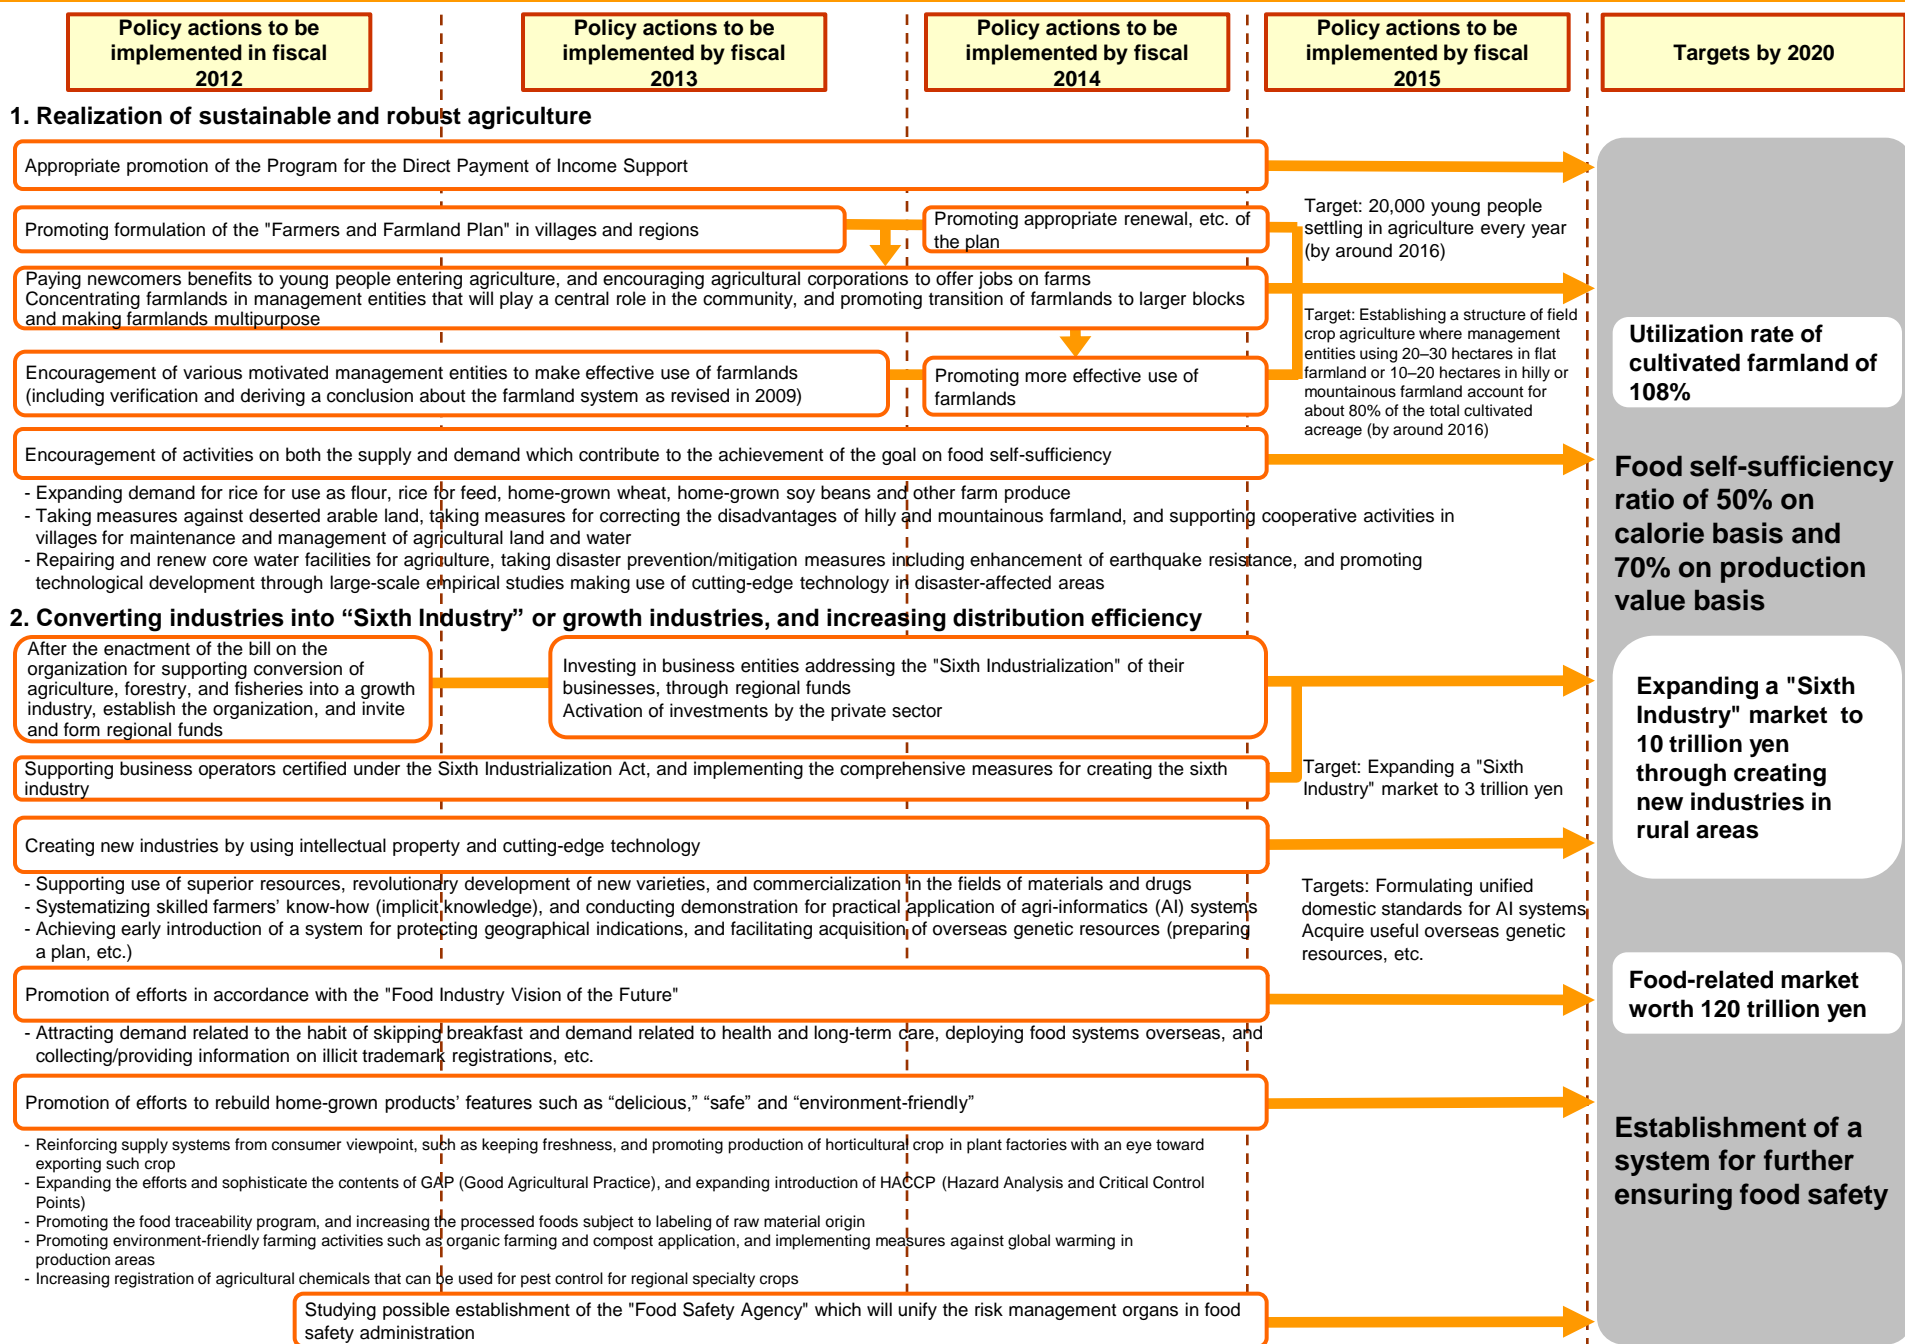 Policy actions to be
implemented in fiscal
2012
Policy actions to be
implemented by fiscal
2013
Policy actions to be
implemented by fiscal
2014
Policy actions to be
implemented by fiscal
2015
Targets by 2020
1. Realization of sustainable and robust agriculture
Appropriate promotion of the Program for the Direct Payment of Income Support
Promoting formulation of the "Farmers and Farmland Plan" in villages and regions
Promoting appropriate renewal, etc. of
the plan
Target: 20,000 young people
settling in agriculture every year
(by around 2016)
Paying newcomers benefits to young people entering agriculture, and encouraging agricultural corporations to offer jobs on farms
Concentrating farmlands in management entities that will play a central role in the community, and promoting transition of farmlands to larger blocks
and making farmlands multipurpose
Target: Establishing a structure of field
crop agriculture where management
entities using 20–30 hectares in flat
farmland or 10–20 hectares in hilly or
mountainous farmland account for
about 80% of the total cultivated
acreage (by around 2016)
Utilization rate of
cultivated farmland of
108%
Encouragement of various motivated management entities to make effective use of farmlands
(including verification and deriving a conclusion about the farmland system as revised in 2009)
Promoting more effective use of
farmlands
Encouragement of activities on both the supply and demand which contribute to the achievement of the goal on food self-sufficiency
- Expanding demand for rice for use as flour, rice for feed, home-grown wheat, home-grown soy beans and other farm produce
- Taking measures against deserted arable land, taking measures for correcting the disadvantages of hilly and mountainous farmland, and supporting cooperative activities in
villages for maintenance and management of agricultural land and water
- Repairing and renew core water facilities for agriculture, taking disaster prevention/mitigation measures including enhancement of earthquake resistance, and promoting
technological development through large-scale empirical studies making use of cutting-edge technology in disaster-affected areas
Food self-sufficiency
ratio of 50% on
calorie basis and
70% on production
value basis
2. Converting industries into “Sixth Industry” or growth industries, and increasing distribution efficiency
After the enactment of the bill on the
organization for supporting conversion of
agriculture, forestry, and fisheries into a growth
industry, establish the organization, and invite
and form regional funds
Investing in business entities addressing the "Sixth Industrialization" of their
businesses, through regional funds
Activation of investments by the private sector
Expanding a "Sixth
Industry" market to
10 trillion yen
through creating
new industries in
rural areas
Supporting business operators certified under the Sixth Industrialization Act, and implementing the comprehensive measures for creating the sixth
industry
Target: Expanding a "Sixth
Industry" market to 3 trillion yen
Creating new industries by using intellectual property and cutting-edge technology
- Supporting use of superior resources, revolutionary development of new varieties, and commercialization in the fields of materials and drugs
- Systematizing skilled farmers’ know-how (implicit knowledge), and conducting demonstration for practical application of agri-informatics (AI) systems
- Achieving early introduction of a system for protecting geographical indications, and facilitating acquisition of overseas genetic resources (preparing
a plan, etc.)
Targets: Formulating unified
domestic standards for AI systems
Acquire useful overseas genetic
resources, etc.
Promotion of efforts in accordance with the "Food Industry Vision of the Future"
Food-related market
worth 120 trillion yen
- Attracting demand related to the habit of skipping breakfast and demand related to health and long-term care, deploying food systems overseas, and
collecting/providing information on illicit trademark registrations, etc.
Promotion of efforts to rebuild home-grown products’ features such as “delicious,” “safe” and “environment-friendly”
- Reinforcing supply systems from consumer viewpoint, such as keeping freshness, and promoting production of horticultural crop in plant factories with an eye toward
exporting such crop
- Expanding the efforts and sophisticate the contents of GAP (Good Agricultural Practice), and expanding introduction of HACCP (Hazard Analysis and Critical Control
Points)
- Promoting the food traceability program, and increasing the processed foods subject to labeling of raw material origin
- Promoting environment-friendly farming activities such as organic farming and compost application, and implementing measures against global warming in
production areas
- Increasing registration of agricultural chemicals that can be used for pest control for regional specialty crops
Establishment of a
system for further
ensuring food safety
Studying possible establishment of the "Food Safety Agency" which will unify the risk management organs in food
safety administration